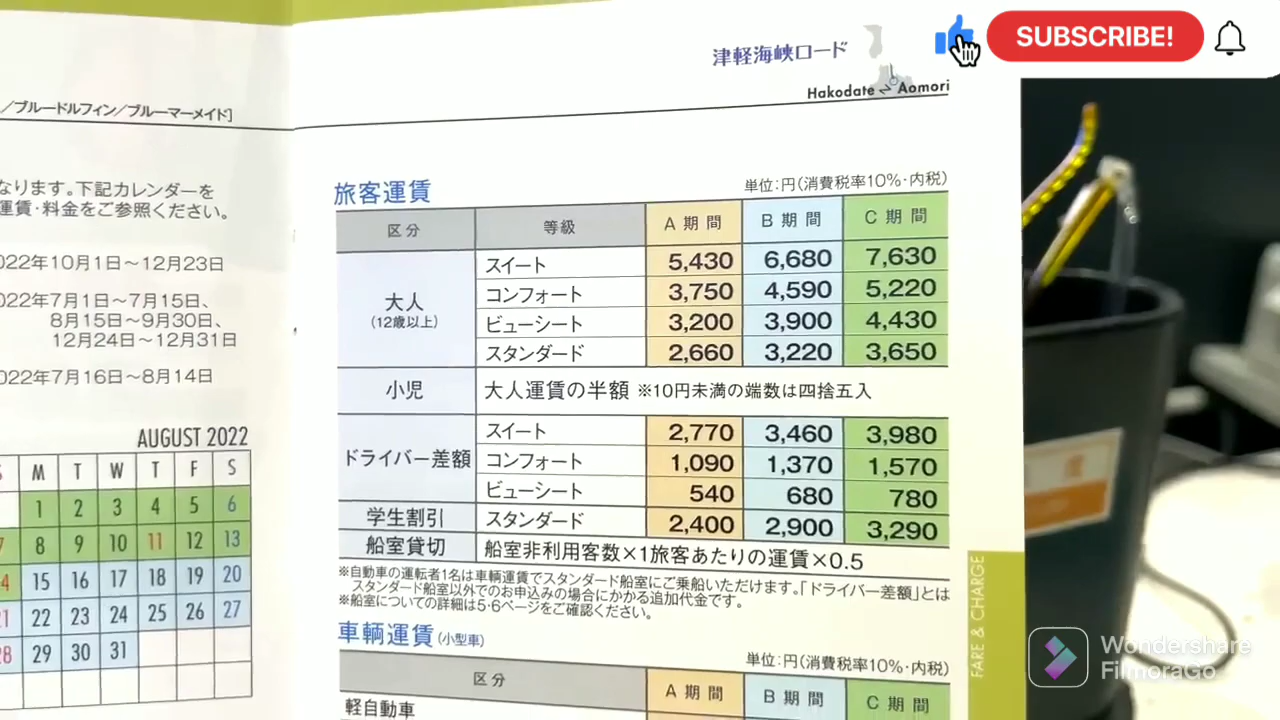 SUBSCRIBE!
津軽海峡ロード
Hakodate ⇌ Aomori
/ブルードルフィン/ブルーマーメイド]
なります。下記カレンダーを
運賃・料金をご参照ください。
022年10月1日～12月23日
022年7月1日～7月15日、
8月15日～9月30日、
12月24日～12月31日
022年7月16日～8月14日
AUGUST 2022
S M T W T F S
1 2 3 4 5 6
7 8 9 10 11 12 13
4 15 16 17 18 19 20
21 22 23 24 25 26 27
28 29 30 31
旅客運賃
単位：円(消費税率10%・内税)
区分 等級 A期間 B期間 C期間
大人
(12歳以上)
スイート 5,430 6,680 7,630
コンフォート 3,750 4,590 5,220
ビューシート 3,200 3,900 4,430
スタンダード 2,660 3,220 3,650
小児 大人運賃の半額 ※10円未満の端数は四捨五入
ドライバー差額
スイート 2,770 3,460 3,980
コンフォート 1,090 1,370 1,570
ビューシート 540 680 780
学生割引 スタンダード 2,400 2,900 3,290
船室貸切 船室非利用客数×1旅客あたりの運賃×0.5
※自動車の運転者1名は車輌運賃でスタンダード船室にご乗船いただけます。「ドライバー差額」とは
スタンダード船室以外でのお申込みの場合にかかる追加代金です。
※船室についての詳細は5・6ページをご確認ください。
車輌運賃(小型車)
単位：円(消費税率10%・内税)
区分 A期間 B期間 C期間
軽自動車
FARE & CHARGE
Wondershare
FilmoraGo